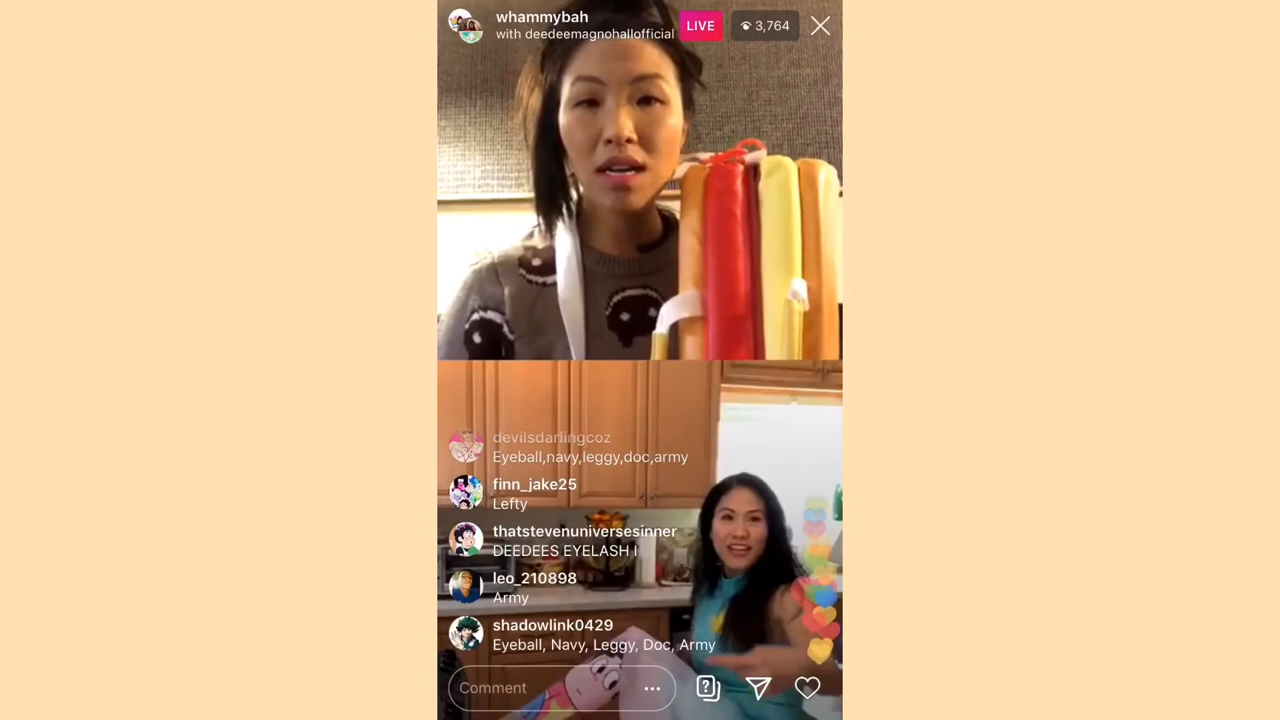 whammybah
with deedeemagnohallofficial
LIVE
3,764
devilsdarlingcoz
Eyeball,navy,leggy,doc,army
finn_jake25
Lefty
thatstevenuniversesinner
DEEDEES EYELASH I
leo_210898
Army
shadowlink0429
Eyeball, Navy, Leggy, Doc, Army
Comment